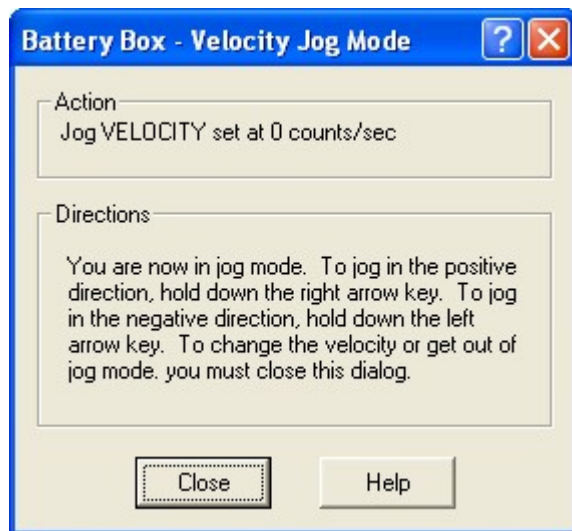 Battery Box - Velocity Jog Mode
Action
Jog VELOCITY set at 0 counts/sec
Directions
You are now in jog mode. To jog in the positive
direction, hold down the right arrow key. To jog
in the negative direction, hold down the left
arrow key. To change the velocity or get out of
jog mode. you must close this dialog.
Close Help